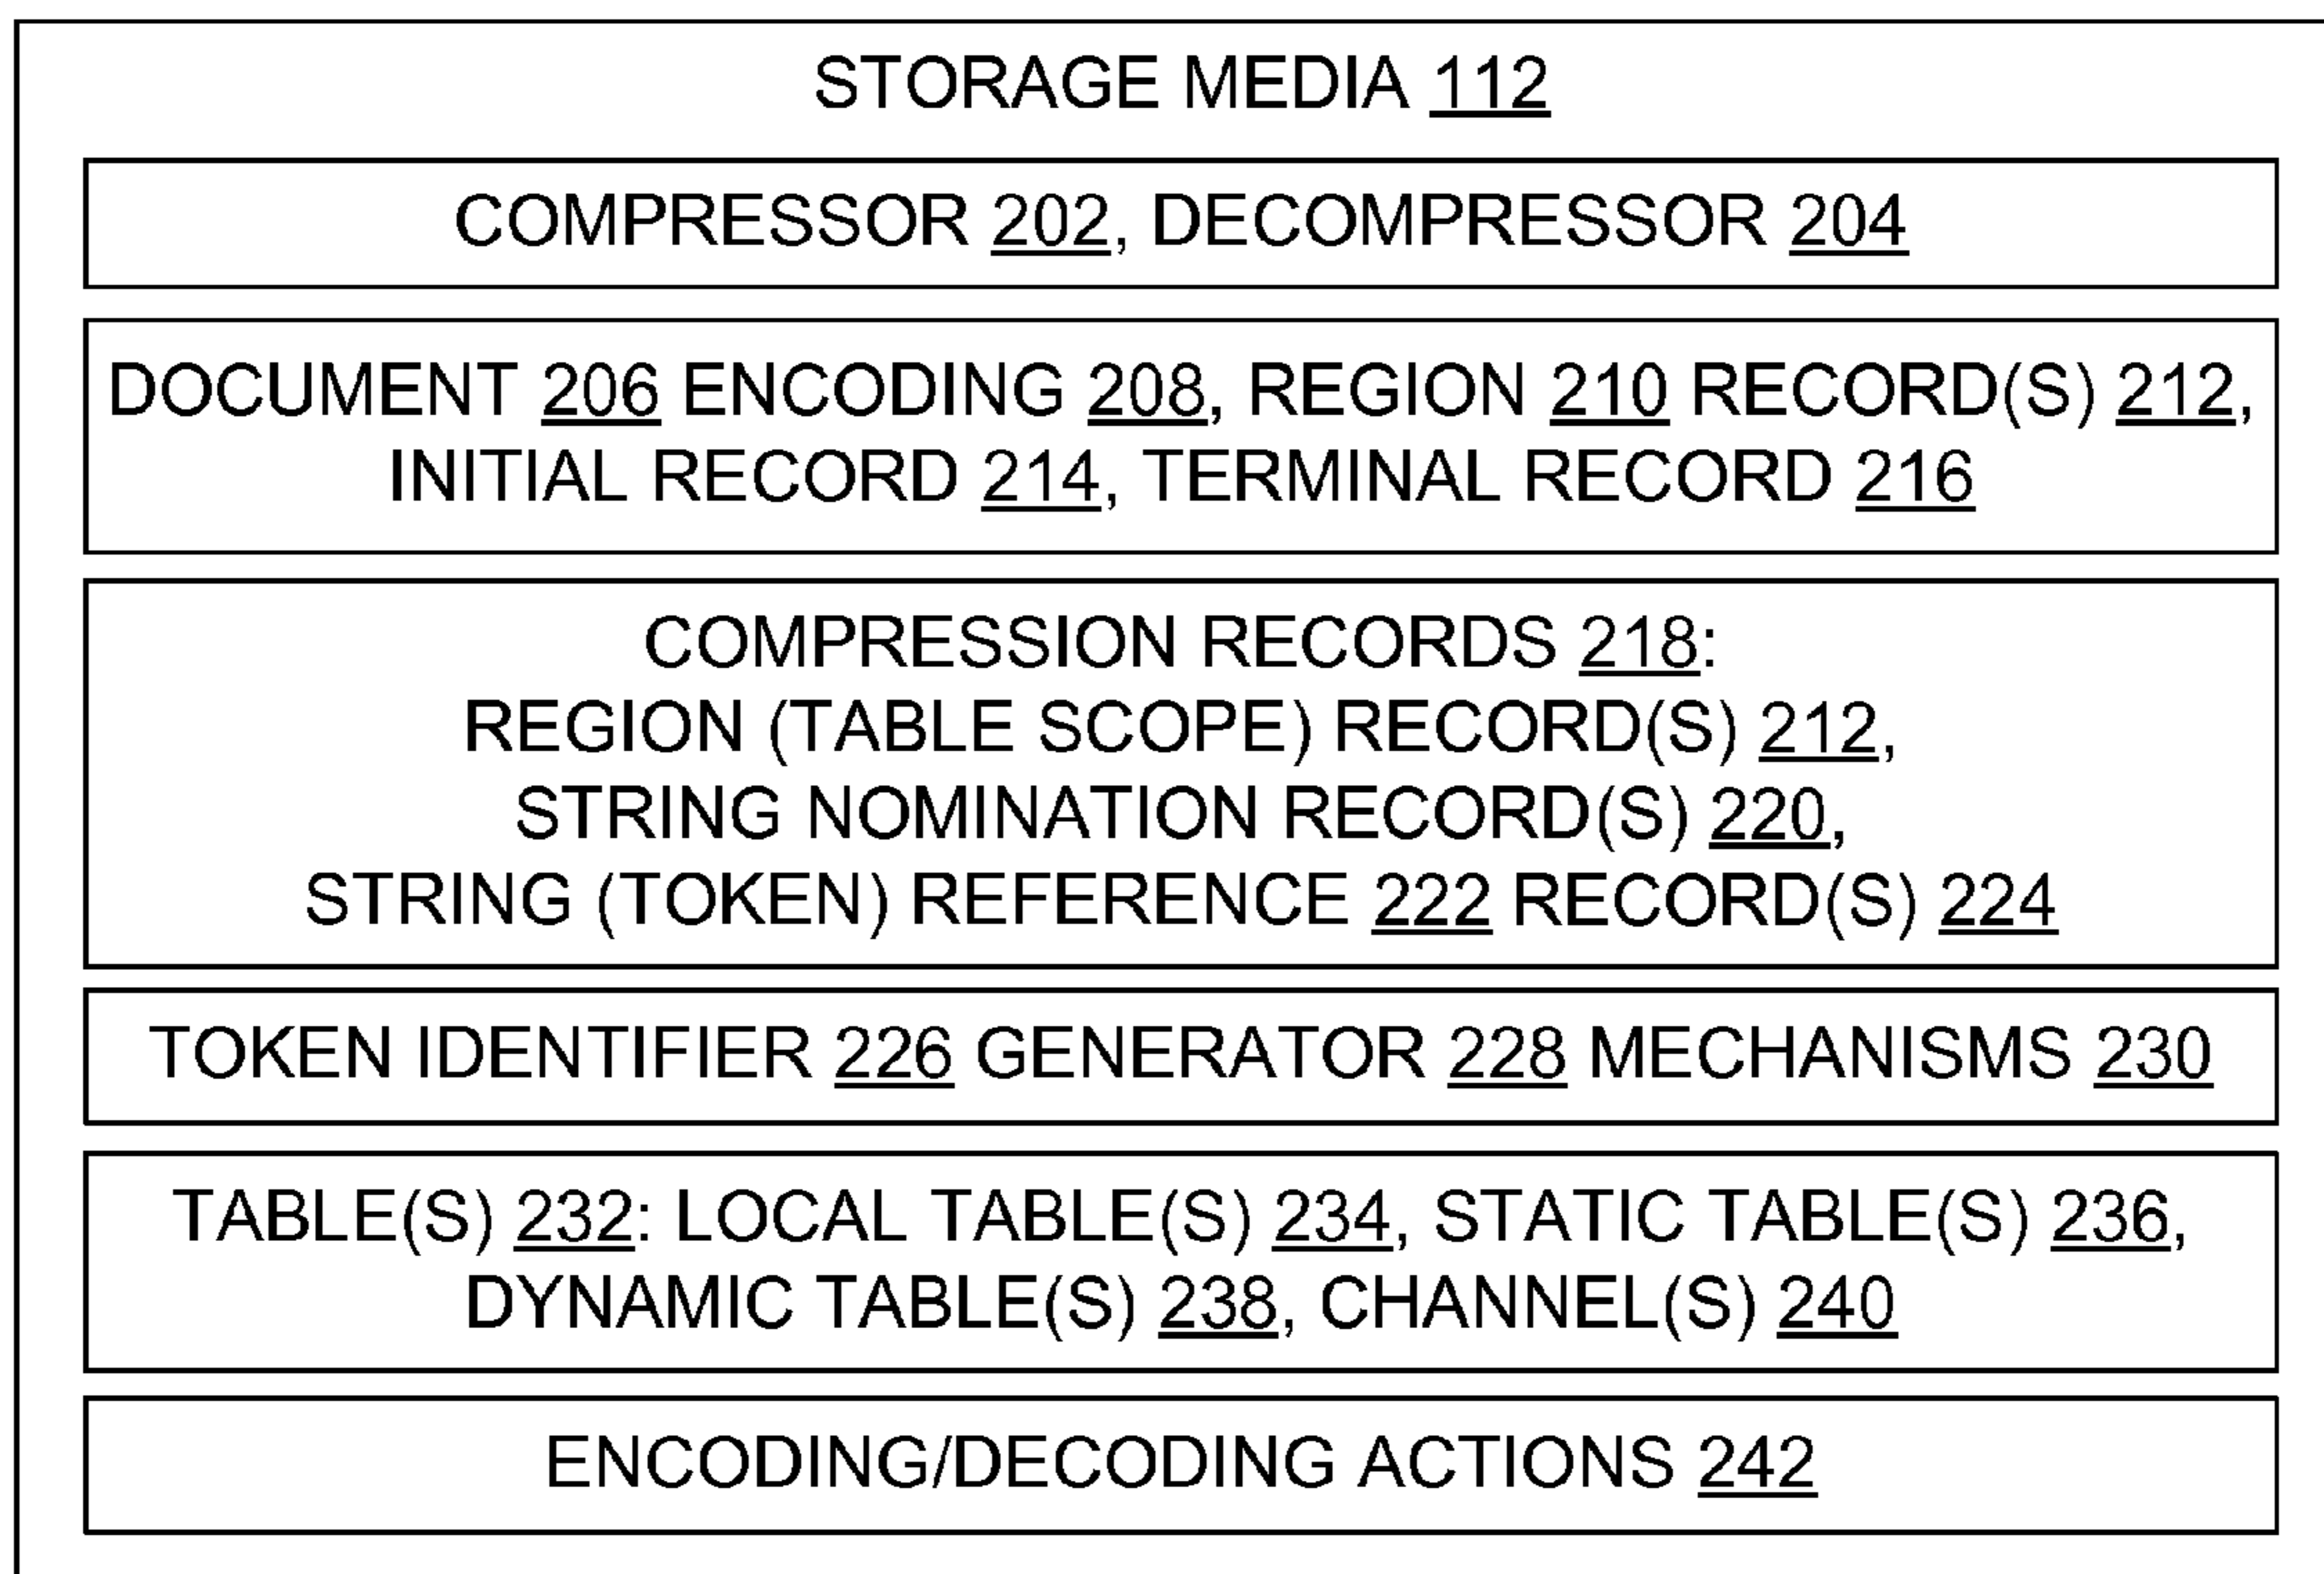 STORAGE MEDIA 112
COMPRESSOR 202, DECOMPRESSOR 204
DOCUMENT 206 ENCODING 208, REGION 210 RECORD(S) 212,
INITIAL RECORD 214, TERMINAL RECORD 216
COMPRESSION RECORDS 218:
REGION (TABLE SCOPE) RECORD(S) 212,
STRING NOMINATION RECORD(S) 220,
STRING (TOKEN) REFERENCE 222 RECORD(S) 224
TOKEN IDENTIFIER 226 GENERATOR 228 MECHANISMS 230
TABLE(S) 232: LOCAL TABLE(S) 234, STATIC TABLE(S) 236,
DYNAMIC TABLE(S) 238, CHANNEL(S) 240
ENCODING/DECODING ACTIONS 242